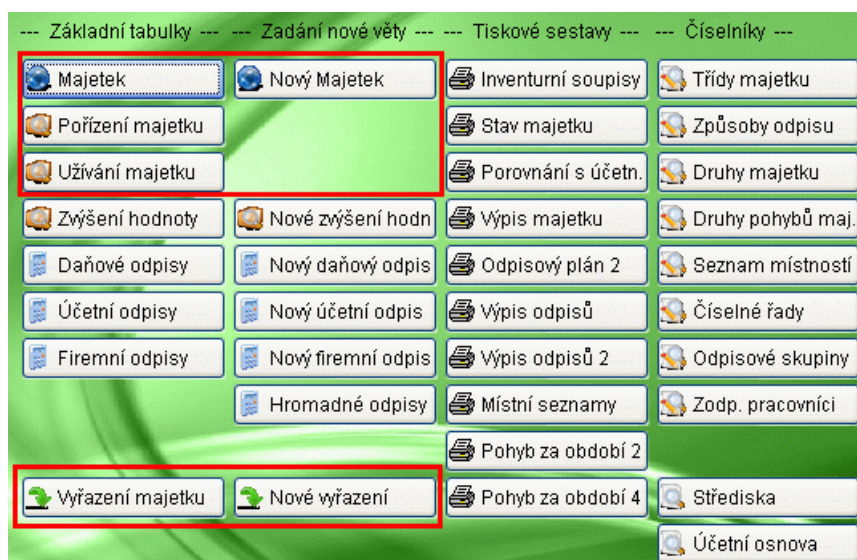 --- Základní tabulky --- --- Zadání nové věty --- --- Tiskové sestavy --- --- Číselníky ---
Majetek Nový Majetek Inventurní soupisy Třídy majetku
Pořízení majetku Stav majetku Způsoby odpisu
Užívání majetku Porovnání s účetn. Druhy majetku
Zvýšení hodnoty Nové zvýšení hodn Výpis majetku Druhy pohybů maj.
Daňové odpisy Nový daňový odpis Odpisový plán 2 Seznam místností
Účetní odpisy Nový účetní odpis Výpis odpisů Číselné řady
Firemní odpisy Nový firemní odpis Výpis odpisů 2 Odpisové skupiny
Hromadné odpisy Místní seznamy Zodp. pracovníci
Pohyb za období 2
Vyřazení majetku Nové vyřazení Pohyb za období 4 Střediska
Účetní osnova